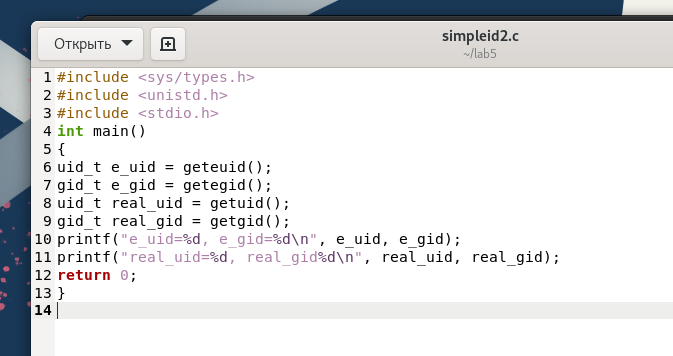 Открыть
simpleid2.c
~/lab5
1 #include <sys/types.h>
2 #include <unistd.h>
3 #include <stdio.h>
4 int main()
5 {
6 uid_t e_uid = geteuid();
7 gid_t e_gid = getegid();
8 uid_t real_uid = getuid();
9 gid_t real_gid = getgid();
10 printf("e_uid=%d, e_gid=%d\n", e_uid, e_gid);
11 printf("real_uid=%d, real_gid%d\n", real_uid, real_gid);
12 return 0;
13 }
14